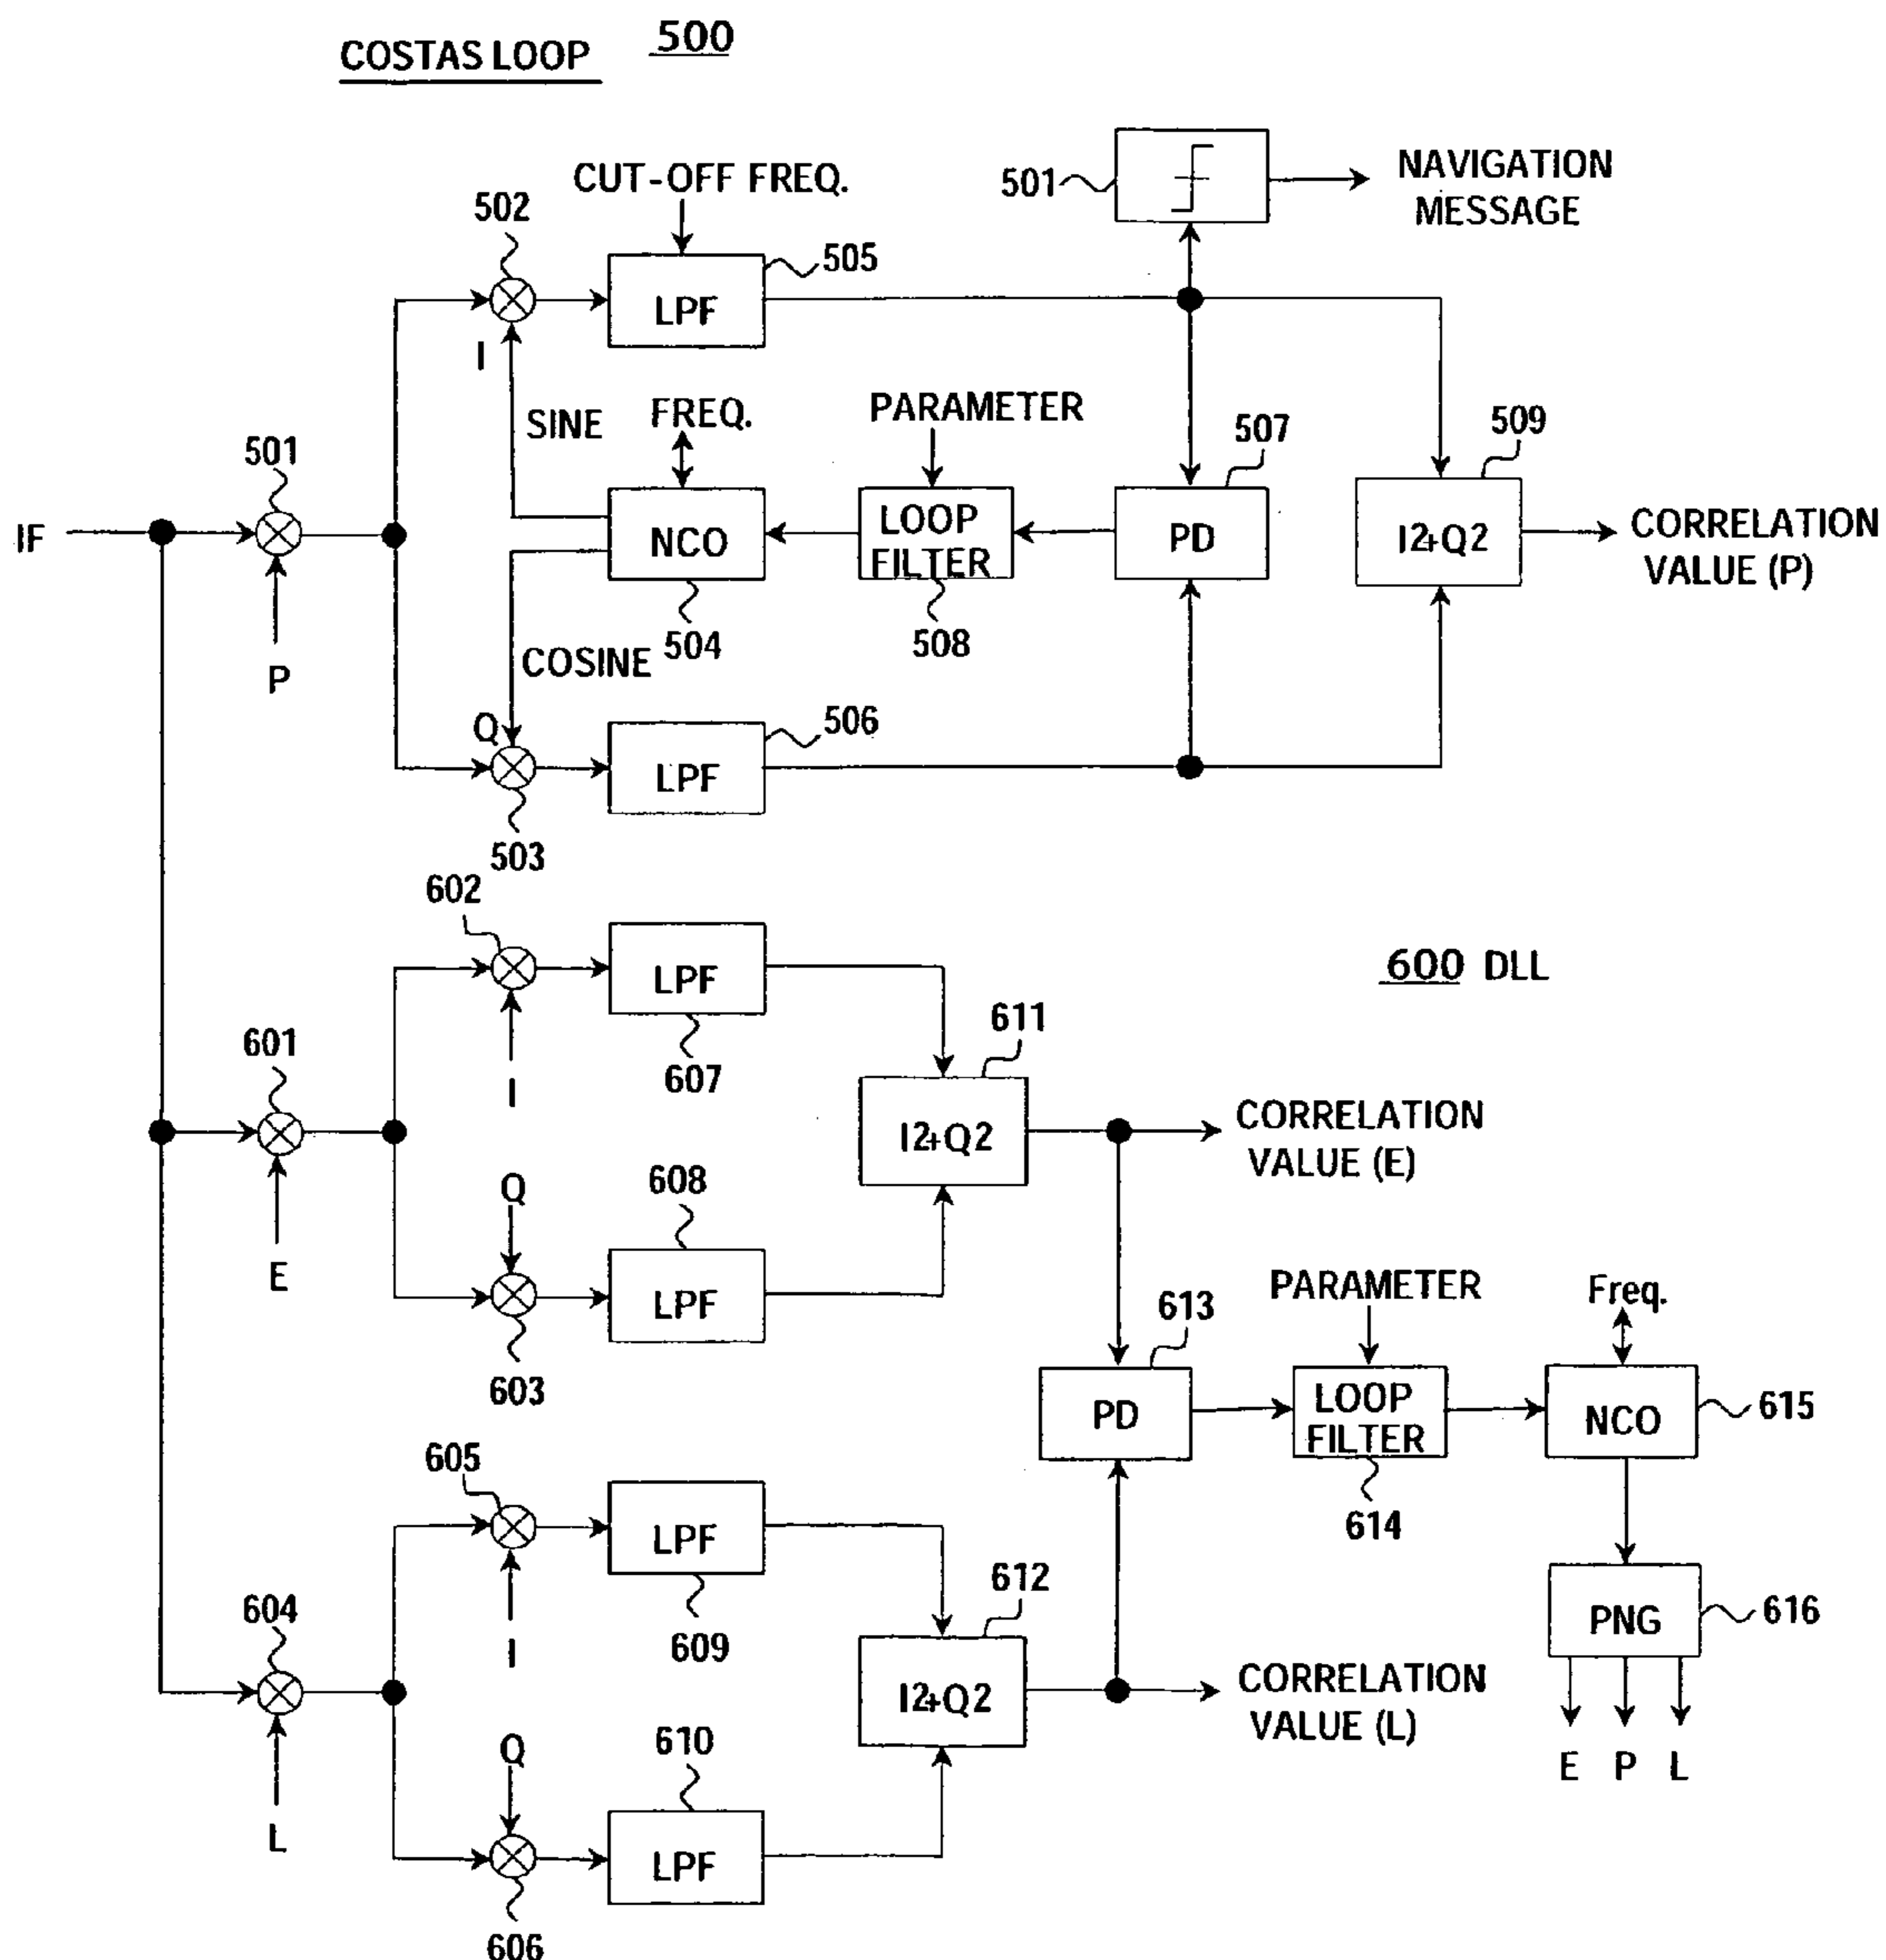 COSTAS LOOP 500
CUT-OFF FREQ.
502
505
LPF
501
NAVIGATION
MESSAGE
I
SINE
FREQ.
PARAMETER
507
509
501
IF
NCO
LOOP
FILTER
PD
I2+Q2
CORRELATION
VALUE (P)
P
504
508
COSINE
Q
506
LPF
503
602
LPF
600 DLL
601
607
I
611
I2+Q2
CORRELATION
VALUE (E)
E
Q
608
LPF
603
613
PD
PARAMETER
LOOP
FILTER
614
Freq.
NCO
615
605
LPF
604
609
I
612
I2+Q2
CORRELATION
VALUE (L)
PNG
616
E P L
L
Q
610
LPF
606